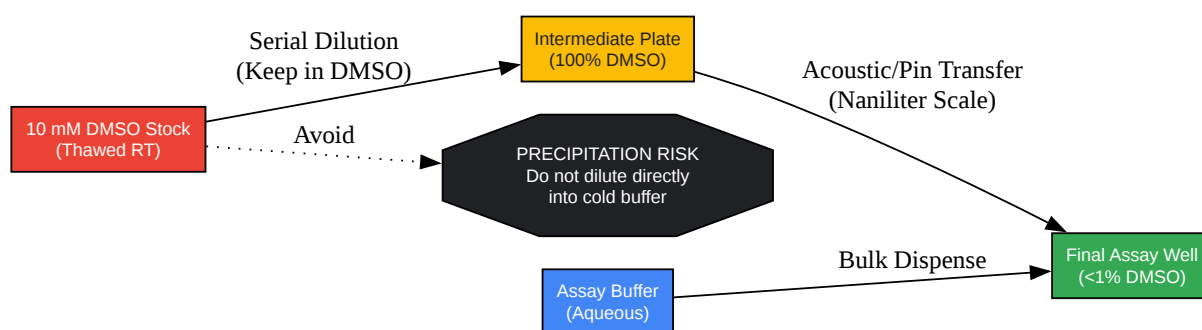 Serial Dilution
(Keep in DMSO)
Intermediate Plate
(100% DMSO)
Acoustic/Pin Transfer
(Naniliter Scale)
10 mM DMSO Stock
(Thawed RT)
Avoid
PRECIPITATION RISK
Do not dilute directly
into cold buffer
Bulk Dispense
Final Assay Well
(<1% DMSO)
Assay Buffer
(Aqueous)